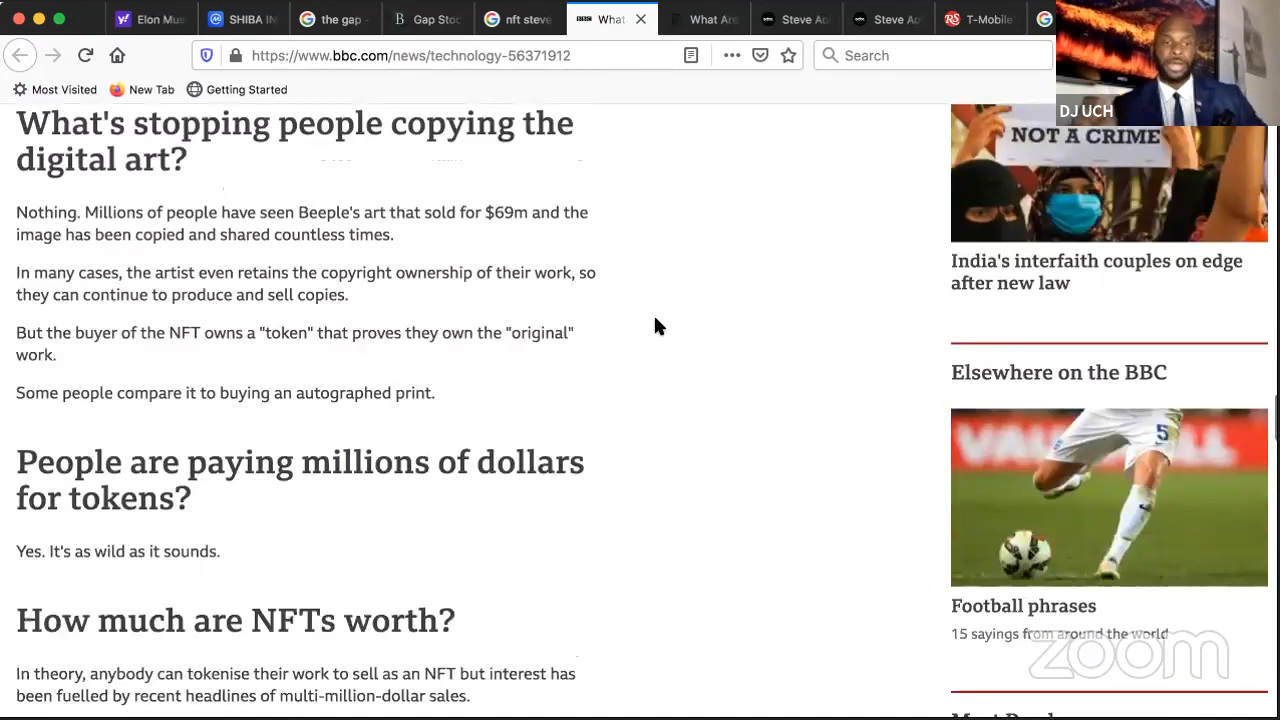 Elon Mus
SHIBA IN
the gap -
Gap Stoc
nft steve
BBC
What
What Are
Steve Ao
Steve Ao
T-Mobile
https://www.bbc.com/news/technology-56371912
Search
Most Visited
New Tab
Getting Started
DJ UCH
What's stopping people copying the
digital art?
Nothing. Millions of people have seen Beeple's art that sold for $69m and the
image has been copied and shared countless times.
In many cases, the artist even retains the copyright ownership of their work, so
they can continue to produce and sell copies.
But the buyer of the NFT owns a "token" that proves they own the "original"
work.
Some people compare it to buying an autographed print.
People are paying millions of dollars
for tokens?
Yes. It's as wild as it sounds.
How much are NFTs worth?
In theory, anybody can tokenise their work to sell as an NFT but interest has
been fuelled by recent headlines of multi-million-dollar sales.
NOT A CRIME
India's interfaith couples on edge
after new law
Elsewhere on the BBC
VAUXHALL
5
Football phrases
15 sayings from around the world
zoom